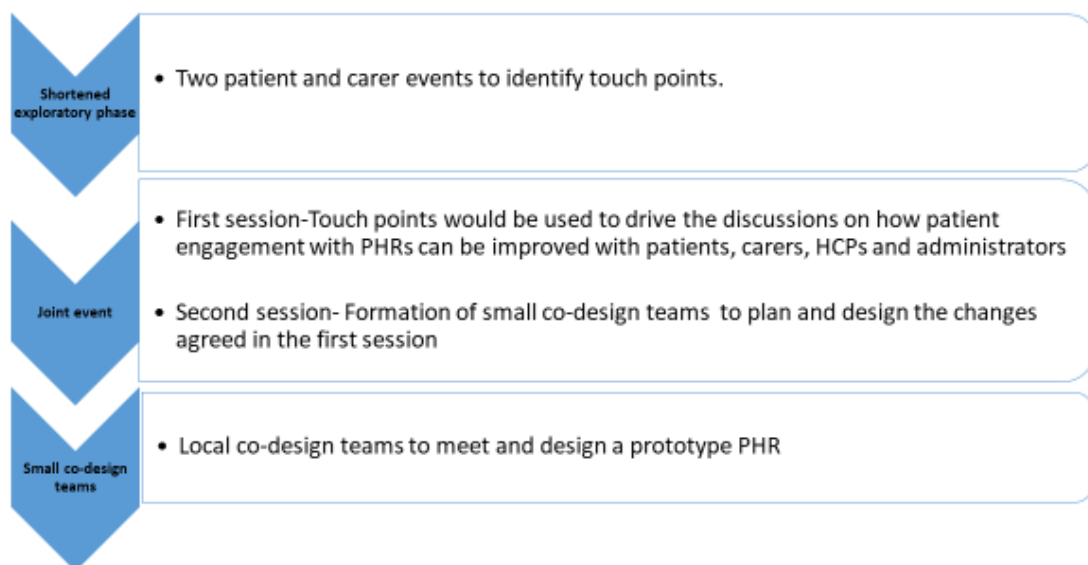 Shortened
exploratory phase
• Two patient and carer events to identify touch points.
Joint event
• First session-Touch points would be used to drive the discussions on how patient
engagement with PHRs can be improved with patients, carers, HCPs and administrators
• Second session- Formation of small co-design teams to plan and design the changes
agreed in the first session
Small co-design
teams
• Local co-design teams to meet and design a prototype PHR